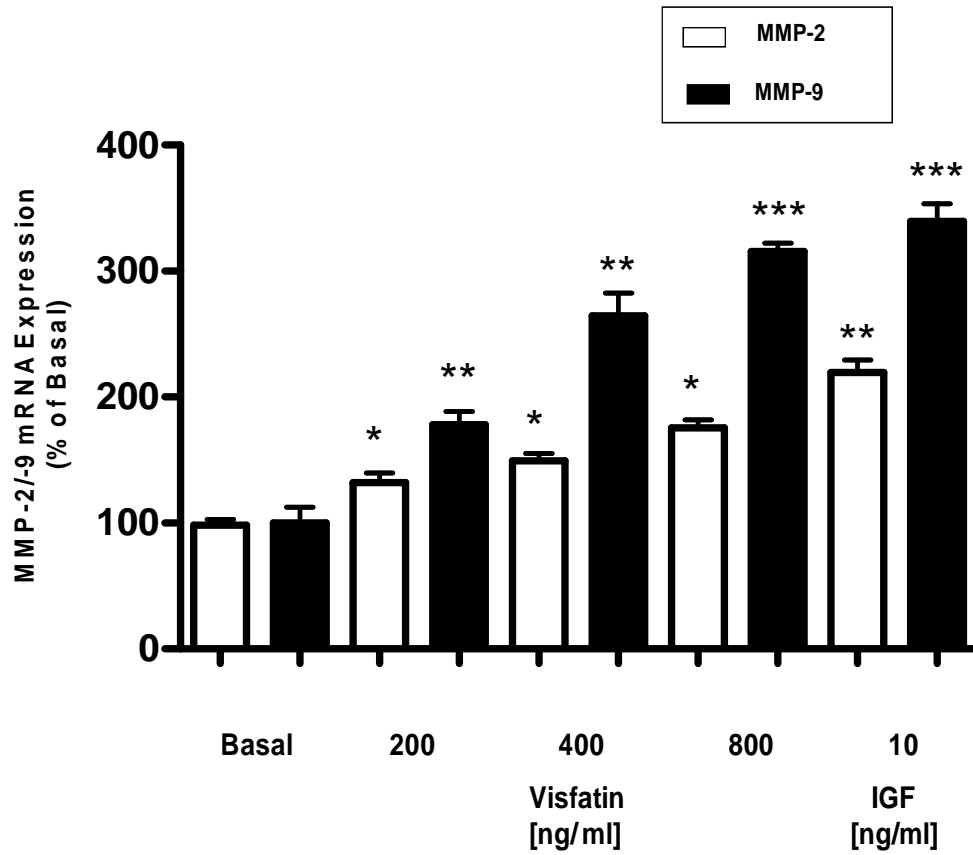 MMP-2
MMP-9
MMP-2/-9 mRNA Expression
(% of Basal)
400
300
200
100
0
*
**
*
**
*
***
**
***
Basal 200 400 800 10
Visfatin IGF
[ng/ml] [ng/ml]